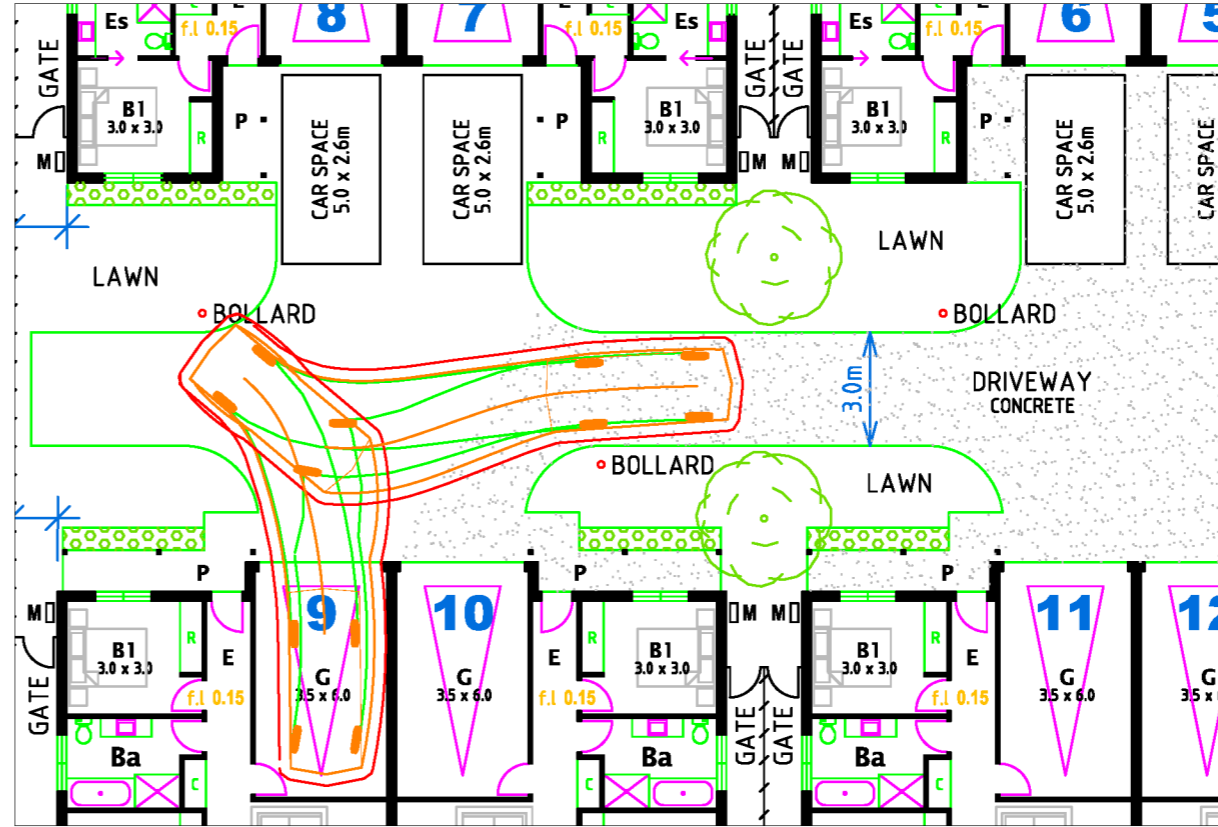 8
7
6
5
Es
E
f.l 0.15
f.l 0.15
Es
GATE
GATE
Es
f.l 0.15
GATE
B1
3.0 x 3.0
R
P
CAR SPACE
5.0 x 2.6m
CAR SPACE
5.0 x 2.6m
P
R
B1
3.0 x 3.0
B1
3.0 x 3.0
R
P
CAR SPACE
5.0 x 2.6m
CAR SPACE
M
M
M
LAWN
LAWN
BOLLARD
BOLLARD
3.0m
DRIVEWAY
CONCRETE
BOLLARD
LAWN
P
P
P
M
M
M
9
10
11
12
B1
3.0 x 3.0
R
E
G
3.5 x 6.0
G
3.5 x 6.0
E
R
B1
3.0 x 3.0
B1
3.0 x 3.0
R
E
G
3.5 x 6.0
G
f.l 0.15
f.l 0.15
f.l 0.15
GATE
GATE
GATE
Ba
C
C
Ba
Ba
C